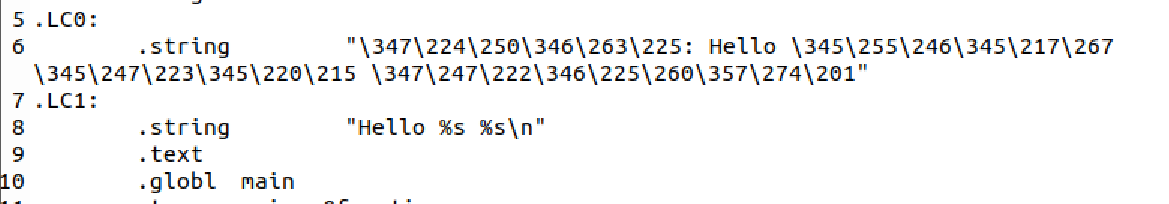 5 .LC0:
6 .string "\347\224\250\346\263\225: Hello \345\255\246\345\217\267
\345\247\223\345\220\215 \347\247\222\346\225\260\357\274\201"
7 .LC1:
8 .string "Hello %s %s\n"
9 .text
10 .globl main